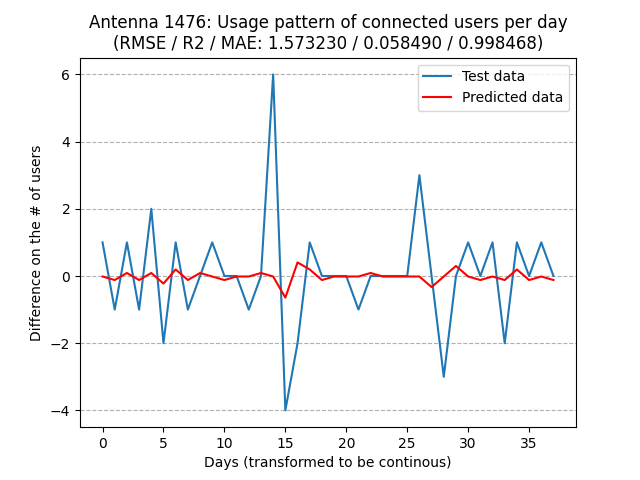 Antenna 1476: Usage pattern of connected users per day
(RMSE / R2 / MAE: 1.573230 / 0.058490 / 0.998468)
Test data
Predicted data
Difference on the # of users
6
4
2
0
−2
−4
0 5 10 15 20 25 30 35
Days (transformed to be continous)